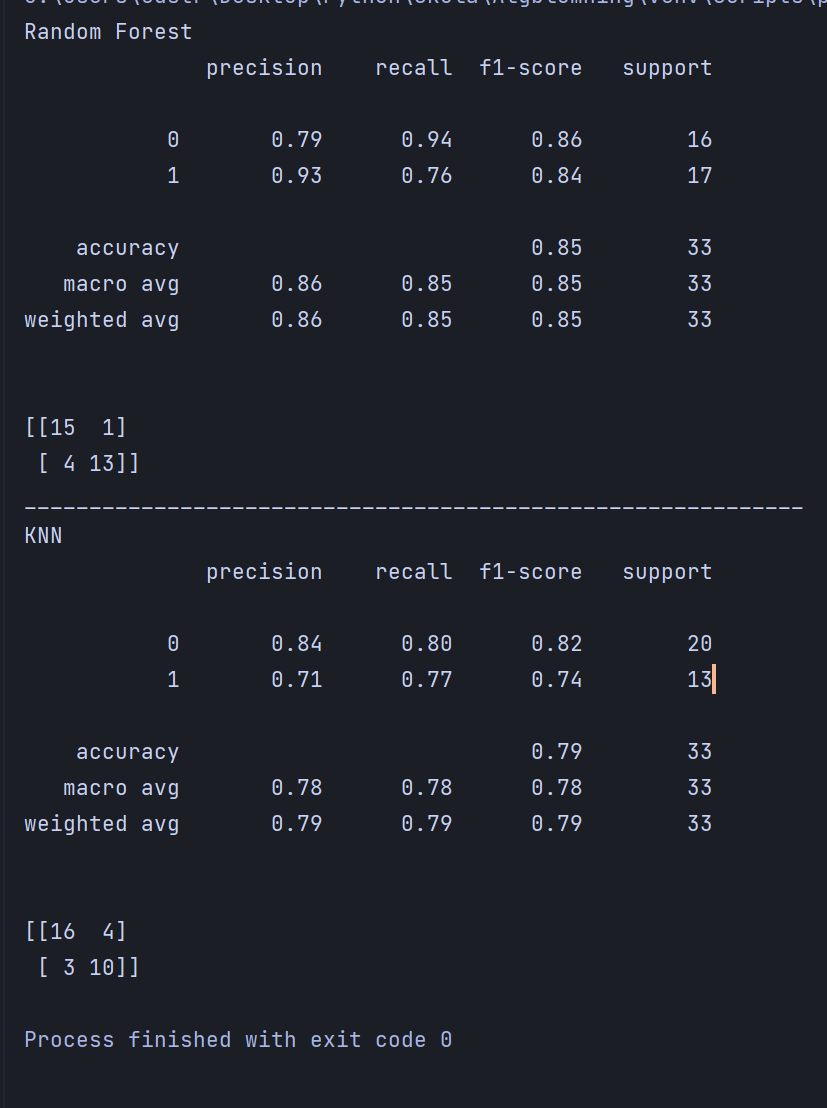 Random Forest
              precision    recall  f1-score   support

           0       0.79      0.94      0.86        16
           1       0.93      0.76      0.84        17

    accuracy                           0.85        33
   macro avg       0.86      0.85      0.85        33
weighted avg       0.86      0.85      0.85        33

[[15  1]
 [ 4 13]]
____________________________________________________________
KNN
              precision    recall  f1-score   support

           0       0.84      0.80      0.82        20
           1       0.71      0.77      0.74        13

    accuracy                           0.79        33
   macro avg       0.78      0.78      0.78        33
weighted avg       0.79      0.79      0.79        33

[[16  4]
 [ 3 10]]

Process finished with exit code 0